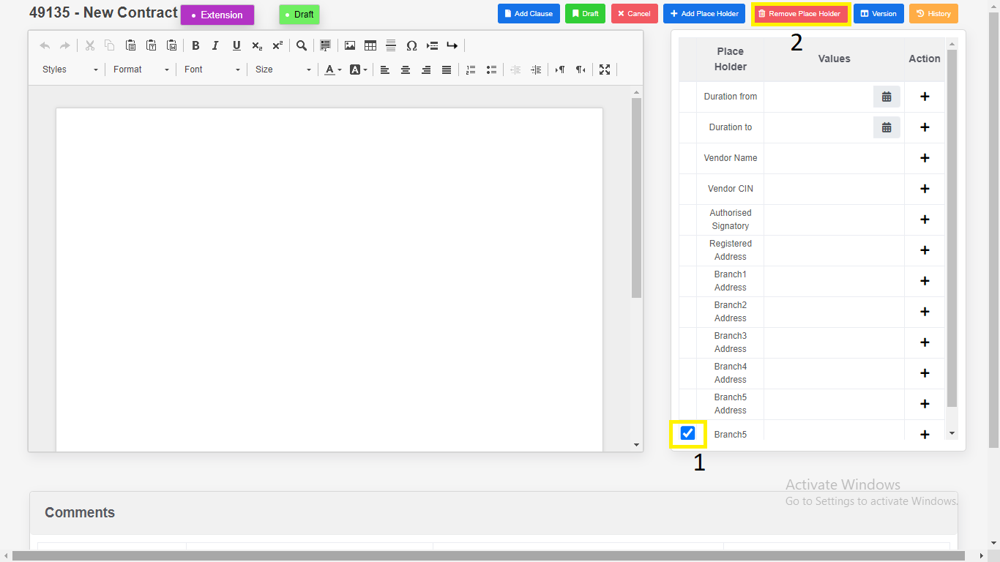 49135 - New Contract Extension Draft Add Clause Draft Cancel Add Place Holder Remove Place Holder Version History
2
Styles Format Font Size
Place Holder Values Action
Duration from
Duration to
Vendor Name
Vendor CIN
Authorised
Signatory
Registered
Address
Branch1
Address
Branch2
Address
Branch3
Address
Branch4
Address
Branch5
Address
Branch5
1
Activate Windows
Go to Settings to activate Windows.
Comments